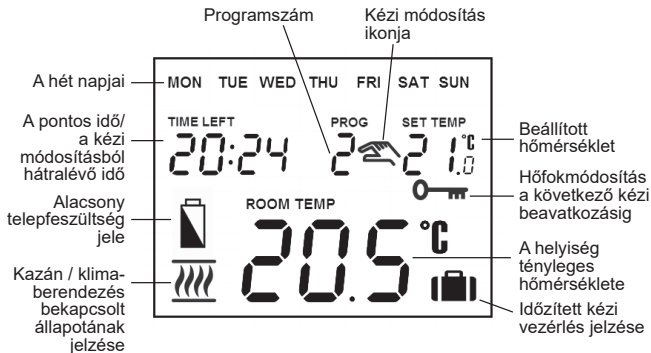 Programszám
Kézi módosítás
ikonja
A hét napjai
MON TUE WED THU FRI SAT SUN
A pontos idő/
a kézi
módosításból
hátralévő idő
TIME LEFT
20:24
PROG
2
SET TEMP
21.0 °C
Beállított
hőmérséklet
Hőfokmódosítás
a következő kézi
beavatkozásig
Alacsony
telepfeszültség
jele
ROOM TEMP
20.5 °C
A helyiség
tényleges
hőmérséklete
Kazán / klíma-
berendezés
bekapcsolt
állapotának
jelzése
Időzített kézi
vezérlés jelzése